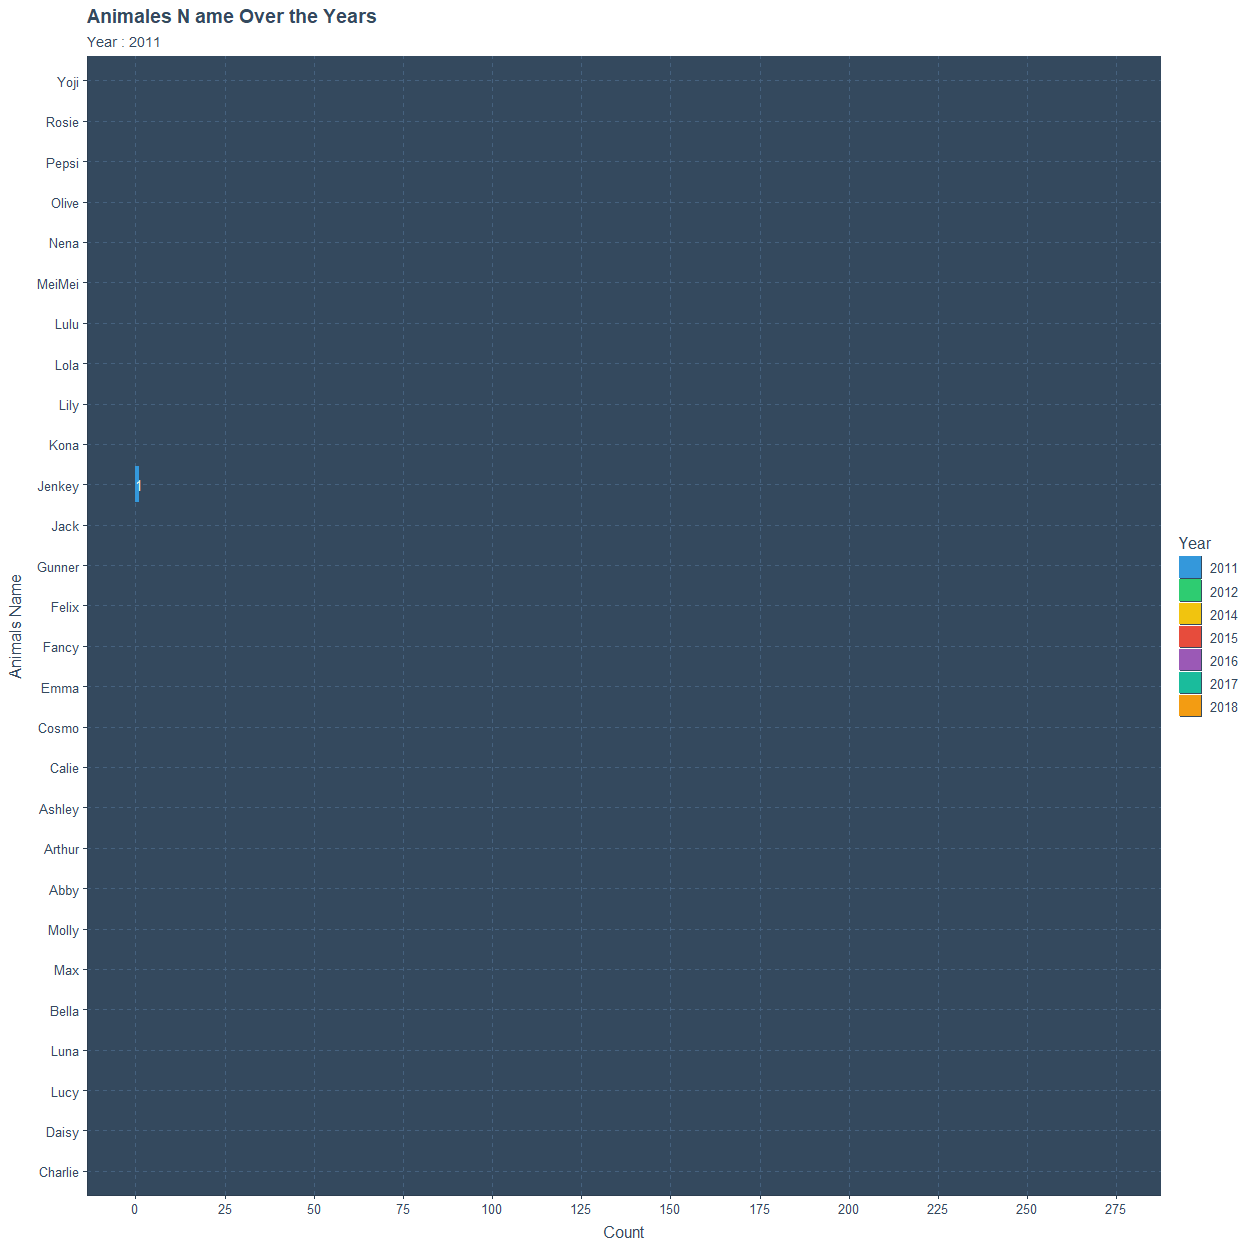 Animales N ame Over the Years
Year : 2011
Yoji
Rosie
Pepsi
Olive
Nena
MeiMei
Lulu
Lola
Lily
Kona
Jenkey
1
Jack
Gunner
Felix
Fancy
Emma
Cosmo
Calie
Ashley
Arthur
Abby
Molly
Max
Bella
Luna
Lucy
Daisy
Charlie
Animals Name
0 25 50 75 100 125 150 175 200 225 250 275
Count
Year
2011
2012
2014
2015
2016
2017
2018